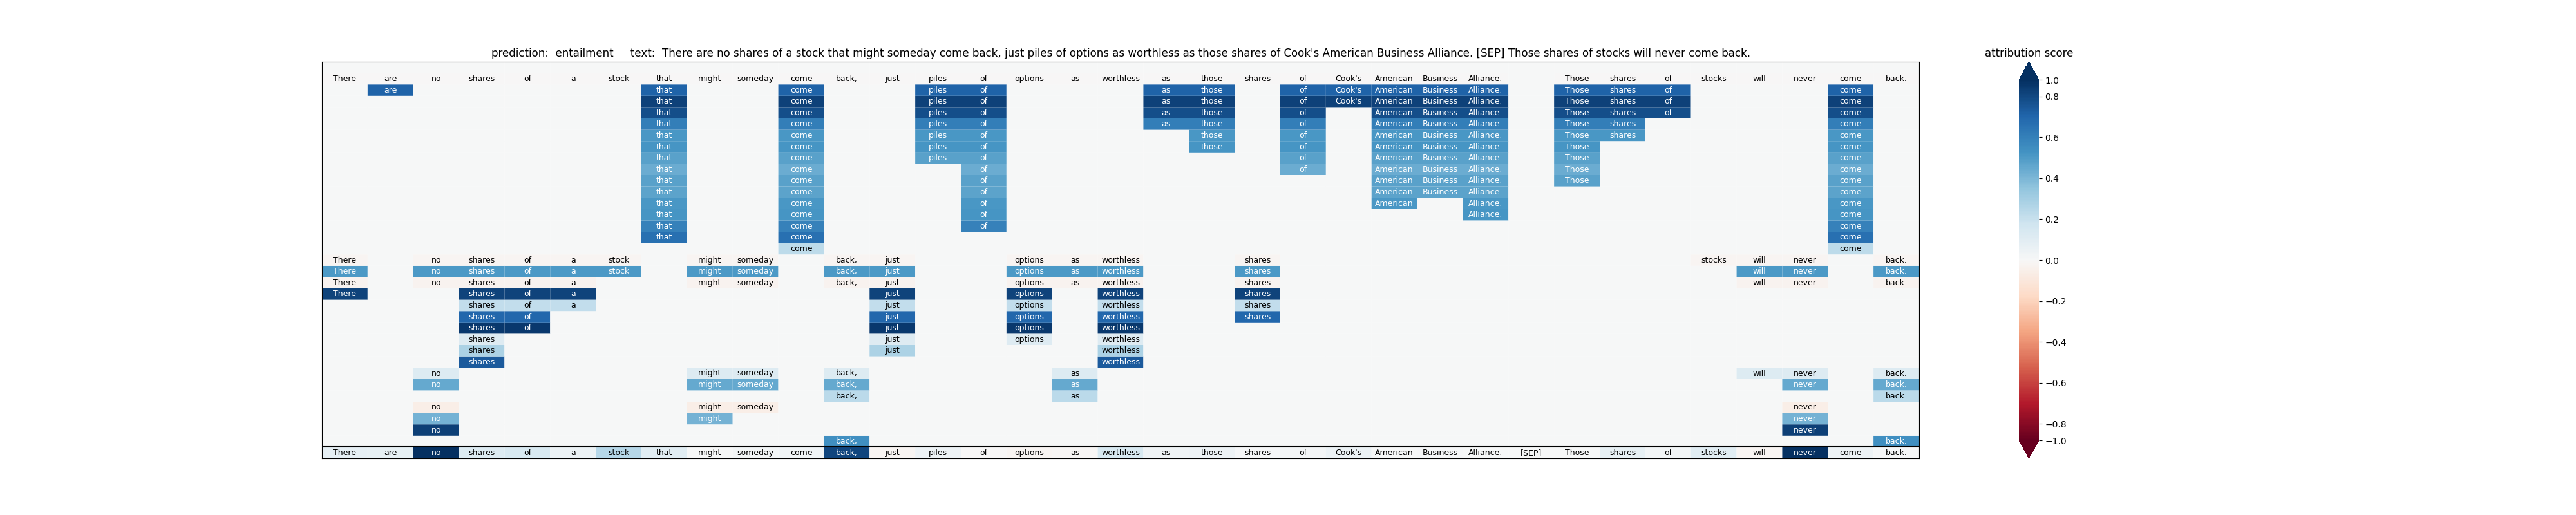 prediction: entailment text: There are no shares of a stock that might someday come back, just piles of options as worthless as those shares of Cook's American Business Alliance. [SEP] Those shares of stocks will never come back. attribution score
There are no shares of a stock that might someday come back, just piles of options as worthless as those shares of Cook's American Business Alliance. Those shares of stocks will never come back. 1.0
are that come piles of as those of Cook's American Business Alliance. Those shares of come
that come piles of as those of Cook's American Business Alliance. Those shares of come 0.8
that come piles of as those of American Business Alliance. Those shares of come
that come piles of as those of American Business Alliance. Those shares come
that come piles of those of American Business Alliance. Those shares come 0.6
that come piles of those of American Business Alliance. Those come
that come piles of of American Business Alliance. Those come
that come of of American Business Alliance. Those come 0.4
that come of American Business Alliance. Those come
that come of American Business Alliance. come
that come of American Alliance. come
that come of Alliance. come 0.2
that come of come
that come come
come come
There no shares of a stock might someday back, just options as worthless shares stocks will never back. 0.0
There no shares of a stock might someday back, just options as worthless shares will never back.
There no shares of a might someday back, just options as worthless shares will never back.
There shares of a just options worthless shares
shares of a just options worthless shares −0.2
shares of just options worthless shares
shares of just options worthless
shares just options worthless −0.4
shares just worthless
shares worthless
no might someday back, as will never back.
no might someday back, as never back. −0.6
back, as back.
no might someday never
no might never
no never −0.8
back, back. −1.0
There are no shares of a stock that might someday come back, just piles of options as worthless as those shares of Cook's American Business Alliance. [SEP] Those shares of stocks will never come back.